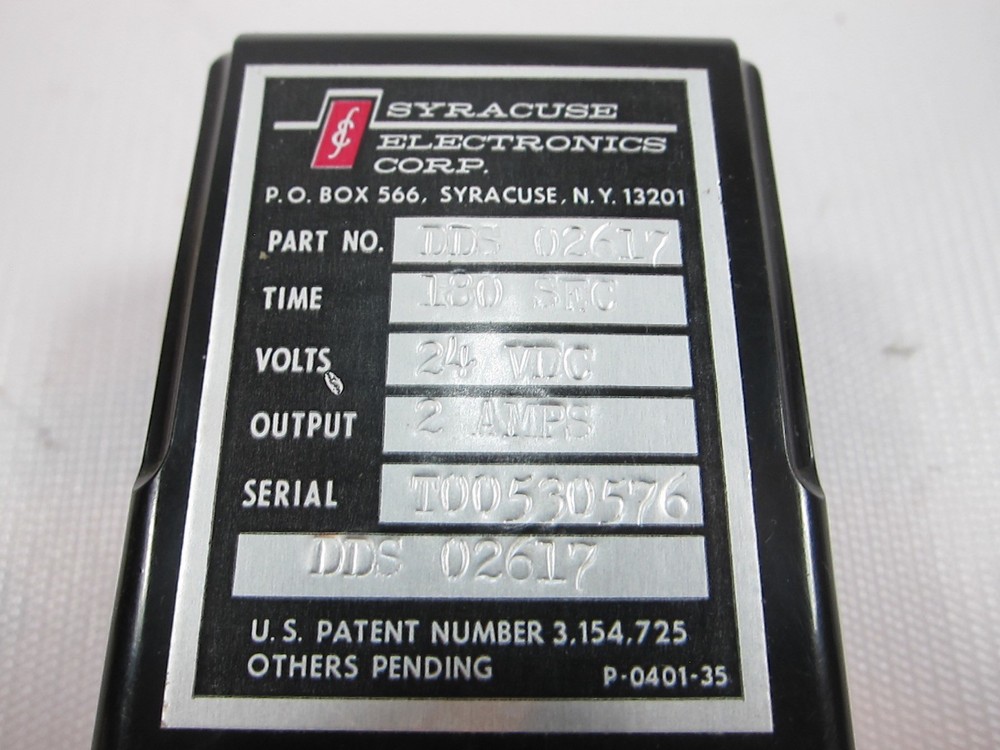 SYRACUSE
ELECTRONICS
CORP.
P.O. BOX 566, SYRACUSE, N.Y. 13201
PART NO. DDS 02617
TIME 180 SEC
VOLTS 24 VDC
OUTPUT 2 AMPS
SERIAL T00530576
DDS 02617
U.S. PATENT NUMBER 3,154,725
OTHERS PENDING P-0401-35